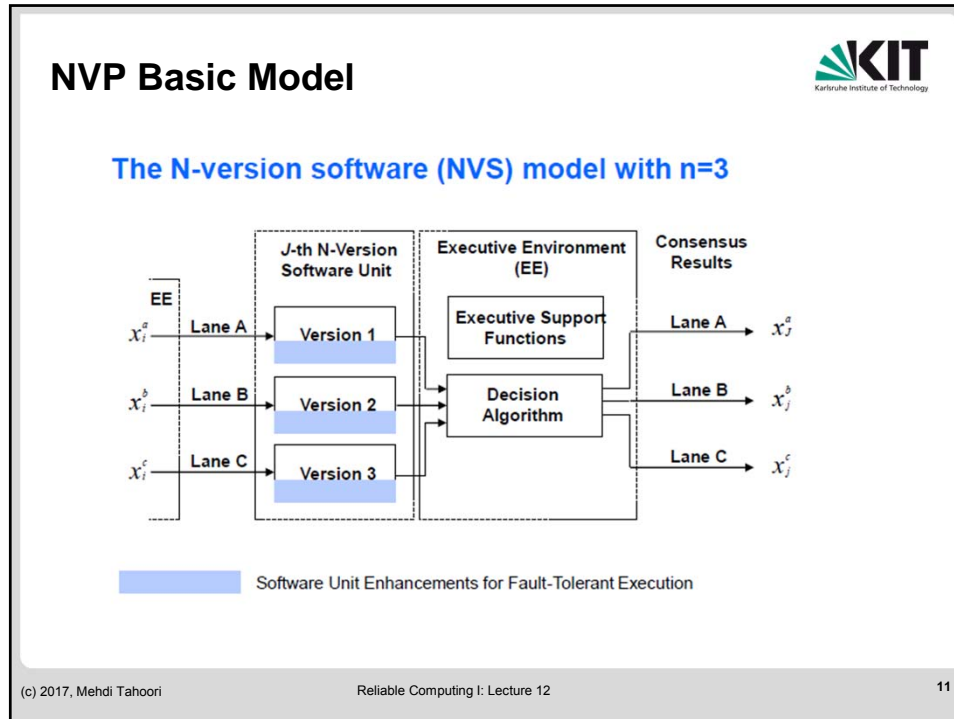 NVP Basic Model
KIT
Karlsruhe Institute of Technology
The N-version software (NVS) model with n=3
J-th N-Version
Software Unit
Executive Environment
(EE)
Consensus
Results
EE
Executive Support
Functions
x_i^a
Lane A
Version 1
Lane A
x_J^a
x_i^b
Lane B
Version 2
Decision
Algorithm
Lane B
x_j^b
x_i^c
Lane C
Version 3
Lane C
x_j^c
Software Unit Enhancements for Fault-Tolerant Execution
(c) 2017, Mehdi Tahoori
Reliable Computing I: Lecture 12
11